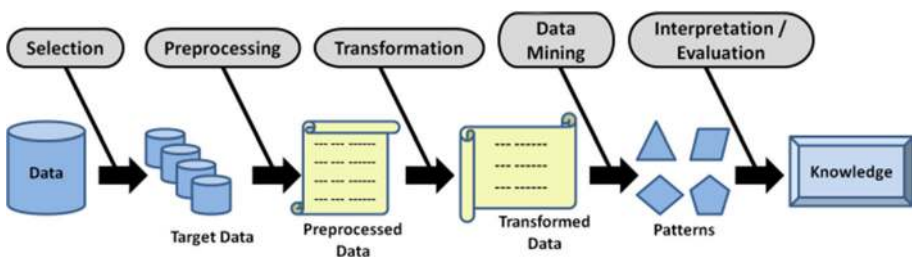 Selection
Preprocessing
Transformation
Data
Mining
Interpretation /
Evaluation
Data
Target Data
Preprocessed
Data
Transformed
Data
Patterns
Knowledge